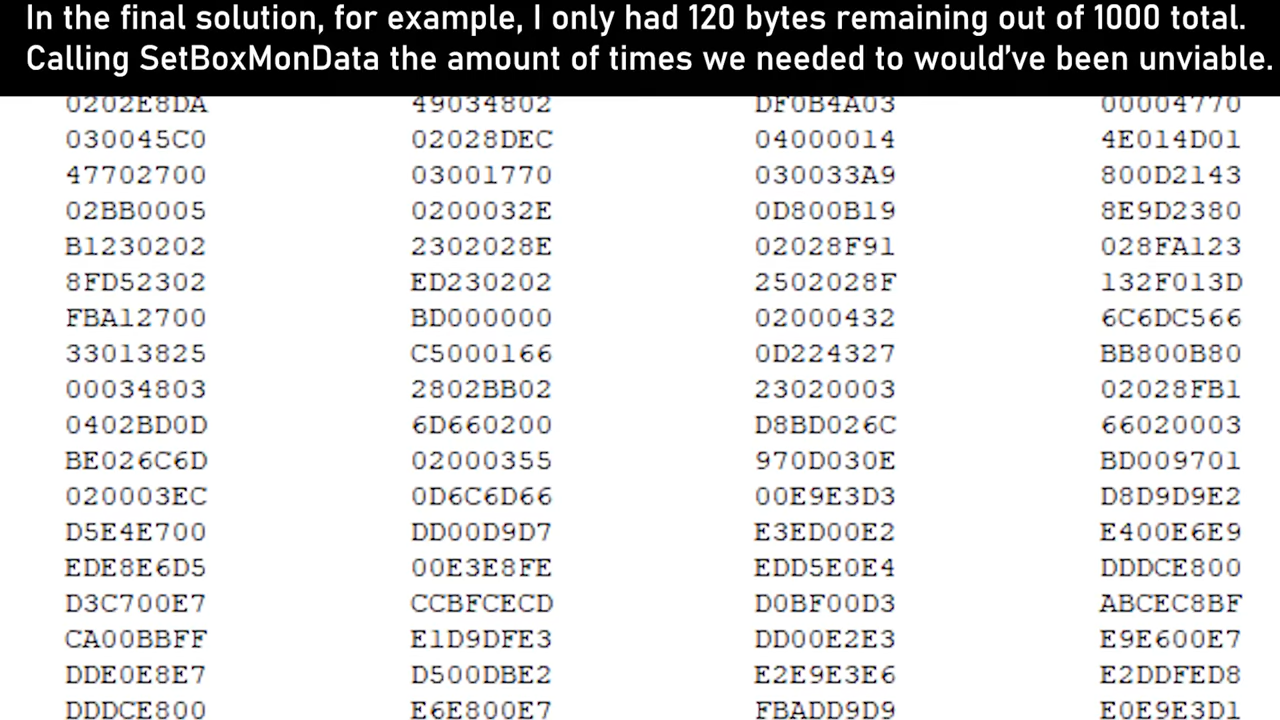 In the final solution, for example, I only had 120 bytes remaining out of 1000 total.
Calling SetBoxMonData the amount of times we needed to would've been unviable.
0202E8DA 49034802 DF0B4A03 00004770
030045C0 02028DEC 04000014 4E014D01
47702700 03001770 030033A9 800D2143
02BB0005 0200032E 0D800B19 8E9D2380
B1230202 2302028E 02028F91 028FA123
8FD52302 ED230202 2502028F 132F013D
FBA12700 BD000000 02000432 6C6DC566
33013825 C5000166 0D224327 BB800B80
00034803 2802BB02 23020003 02028FB1
0402BD0D 6D660200 D8BD026C 66020003
BE026C6D 02000355 970D030E BD009701
020003EC 0D6C6D66 00E9E3D3 D8D9D9E2
D5E4E700 DD00D9D7 E3ED00E2 E400E6E9
EDE8E6D5 00E3E8FE EDD5E0E4 DDDCE800
D3C700E7 CCBFCECD D0BF00D3 ABCEC8BF
CA00BBFF E1D9DFE3 DD00E2E3 E9E600E7
DDE0E8E7 D500DBE2 E2E9E3E6 E2DDFED8
DDDCE800 E6E800E7 FBADD9D9 E0E9E3D1